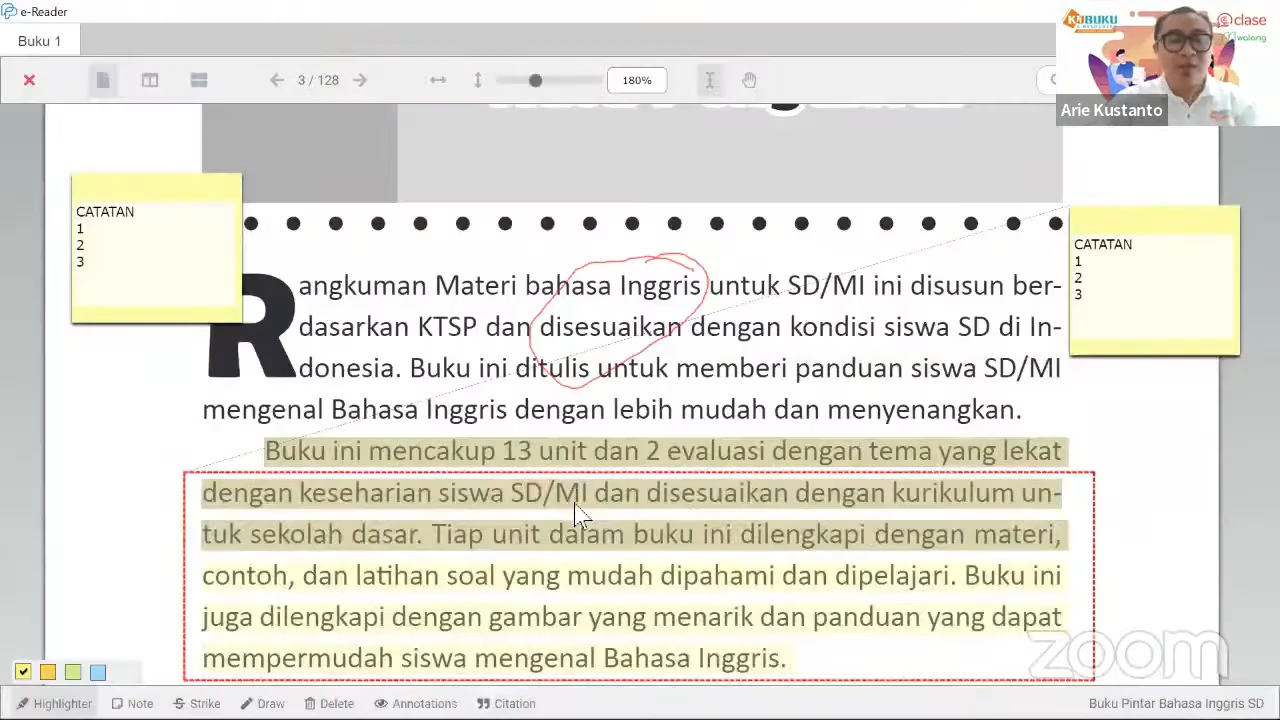 e-Reader
KUBUKU
clase
walang
Buku 1
3 / 128
180%
Arie Kustanto
CATATAN
1
2
3
CATATAN
1
2
3
Rangkuman Materi bahasa Inggris untuk SD/MI ini disusun ber-
dasarkan KTSP dan disesuaikan dengan kondisi siswa SD di In-
donesia. Buku ini ditulis untuk memberi panduan siswa SD/MI
mengenal Bahasa Inggris dengan lebih mudah dan menyenangkan.
Buku ini mencakup 13 unit dan 2 evaluasi dengan tema yang lekat
dengan keseharian siswa SD/MI dan disesuaikan dengan kurikulum un-
tuk sekolah dasar. Tiap unit dalam buku ini dilengkapi dengan materi,
contoh, dan latihan soal yang mudah dipahami dan dipelajari. Buku ini
juga dilengkapi dengan gambar yang menarik dan panduan yang dapat
mempermudah siswa mengenal Bahasa Inggris.
zoom
Highlighter
Note
Strike
Draw
Delete
Annotations
Citation
Buku Pintar Bahasa Inggris SD